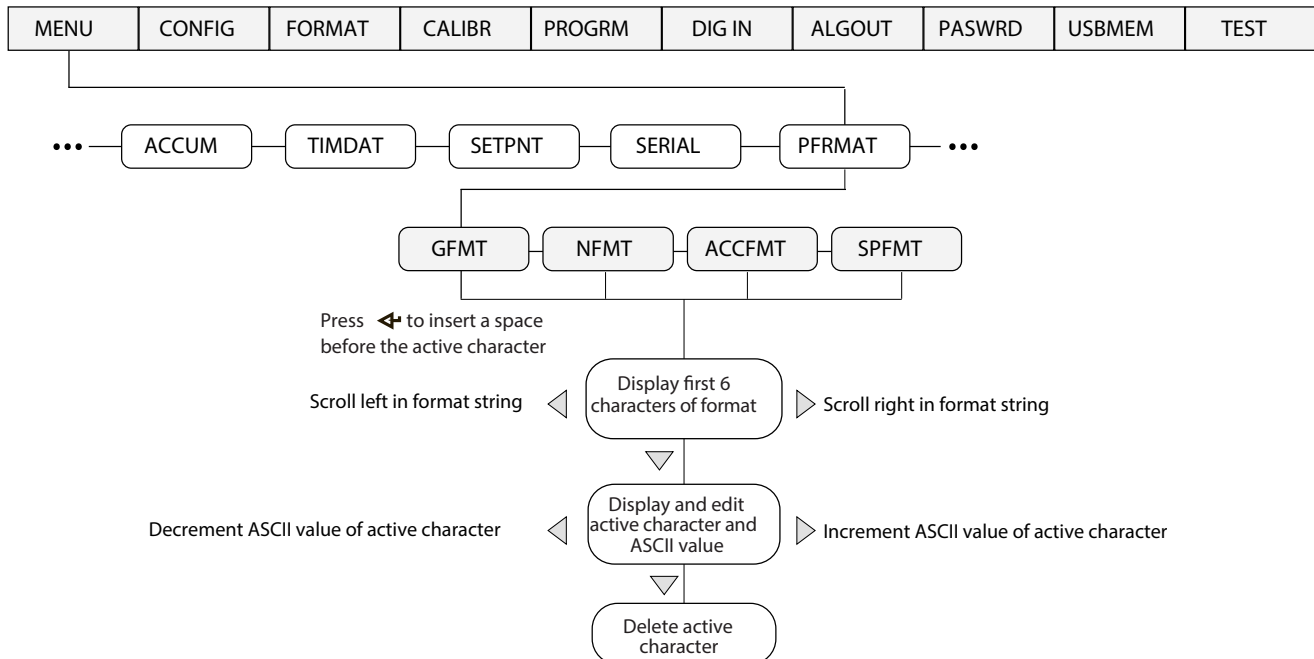 MENU CONFIG FORMAT CALIBR PROGRM DIG IN ALGOUT PASWRD USBMEM TEST
••• ACCUM TIMDAT SETPNT SERIAL PFRMAT •••
GFMT NFMT ACCFMT SPFMT
Press to insert a space
before the active character
Display first 6
characters of format
Scroll left in format string
Scroll right in format string
Display and edit
active character and
ASCII value
Decrement ASCII value of active character
Increment ASCII value of active character
Delete active
character